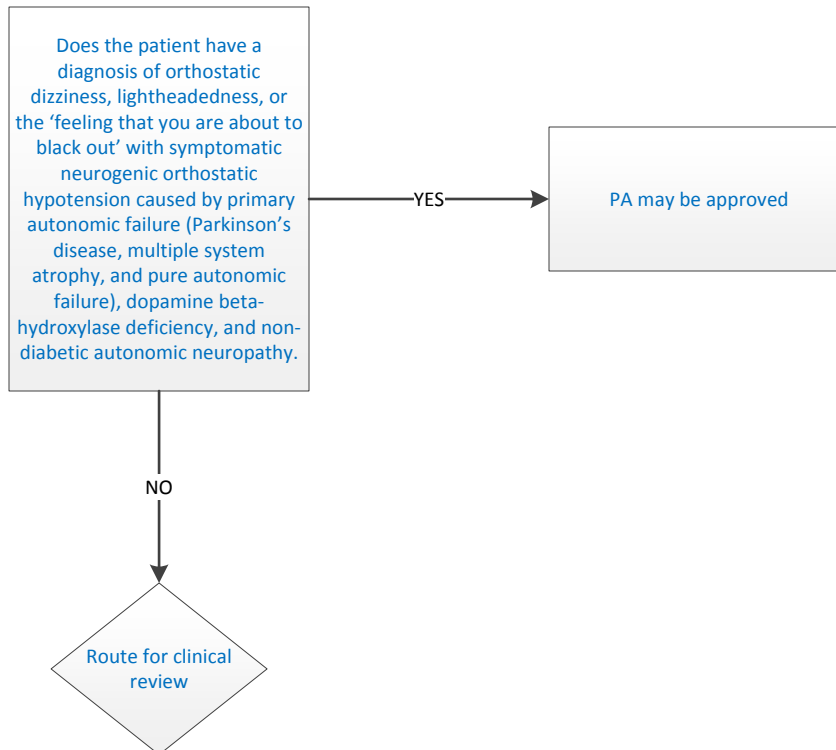 Does the patient have a
diagnosis of orthostatic
dizziness, lightheadedness, or
the ‘feeling that you are about to
black out’ with symptomatic
neurogenic orthostatic
hypotension caused by primary
autonomic failure (Parkinson’s
disease, multiple system
atrophy, and pure autonomic
failure), dopamine beta-
hydroxylase deficiency, and non-
diabetic autonomic neuropathy.
YES
PA may be approved
NO
Route for clinical
review